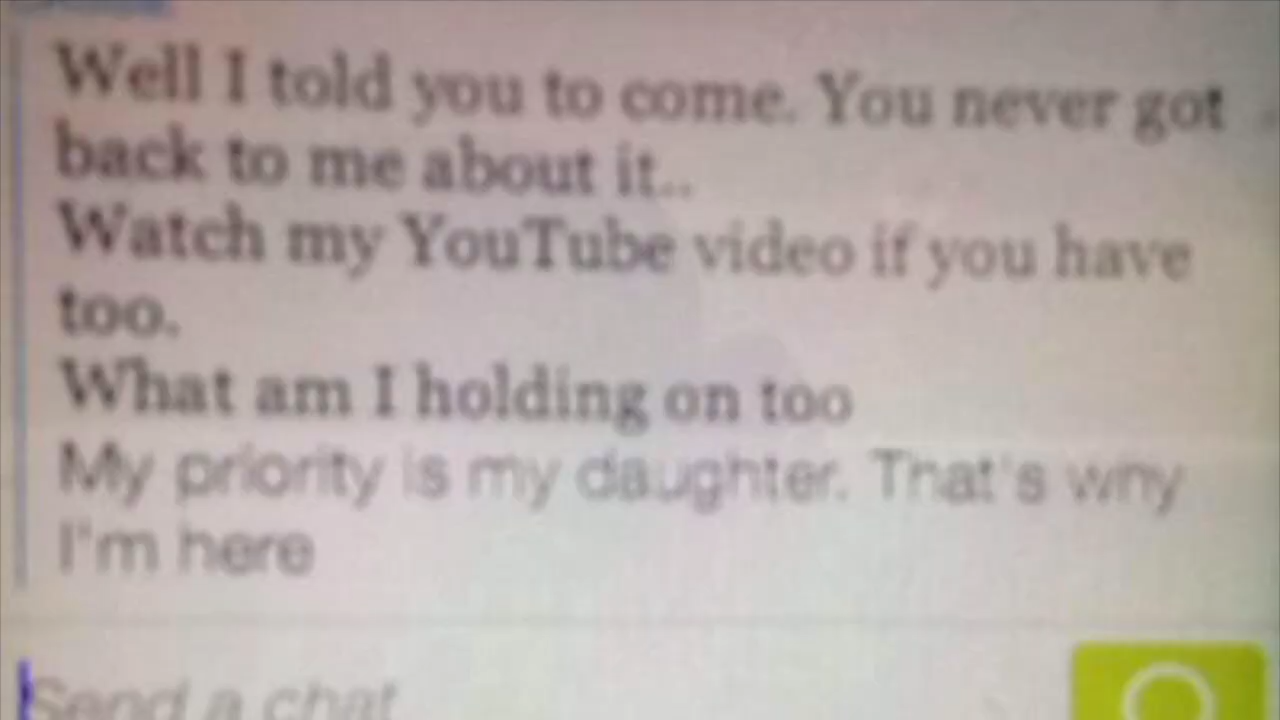 Well I told you to come. You never got
back to me about it..
Watch my YouTube video if you have
too.
What am I holding on too
My priority is my daughter. That's why
I'm here
Send a chat